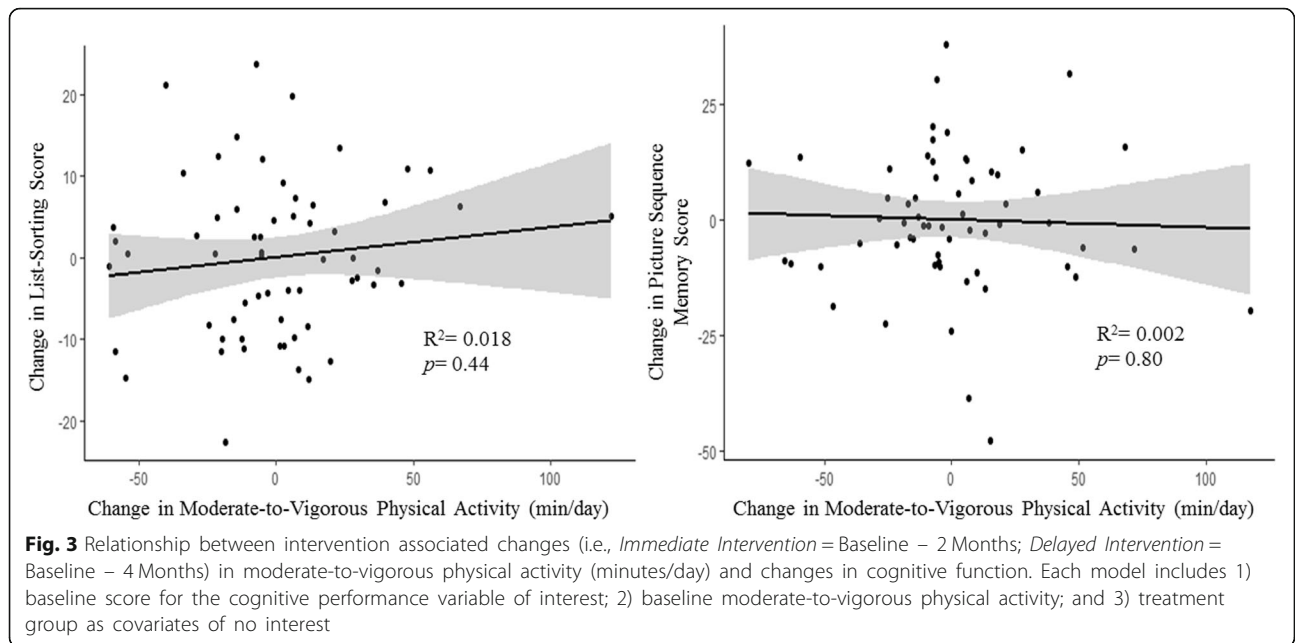 Change in List-Sorting Score
20
10
0
-10
-20
R²= 0.018
p= 0.44
-50
0
50
100
Change in Moderate-to-Vigorous Physical Activity (min/day)
Change in Picture Sequence
Memory Score
25
0
-25
-50
R²= 0.002
p= 0.80
-50
0
50
100
Change in Moderate-to-Vigorous Physical Activity (min/day)
Fig. 3 Relationship between intervention associated changes (i.e., Immediate Intervention = Baseline – 2 Months; Delayed Intervention =
Baseline – 4 Months) in moderate-to-vigorous physical activity (minutes/day) and changes in cognitive function. Each model includes 1)
baseline score for the cognitive performance variable of interest; 2) baseline moderate-to-vigorous physical activity; and 3) treatment
group as covariates of no interest